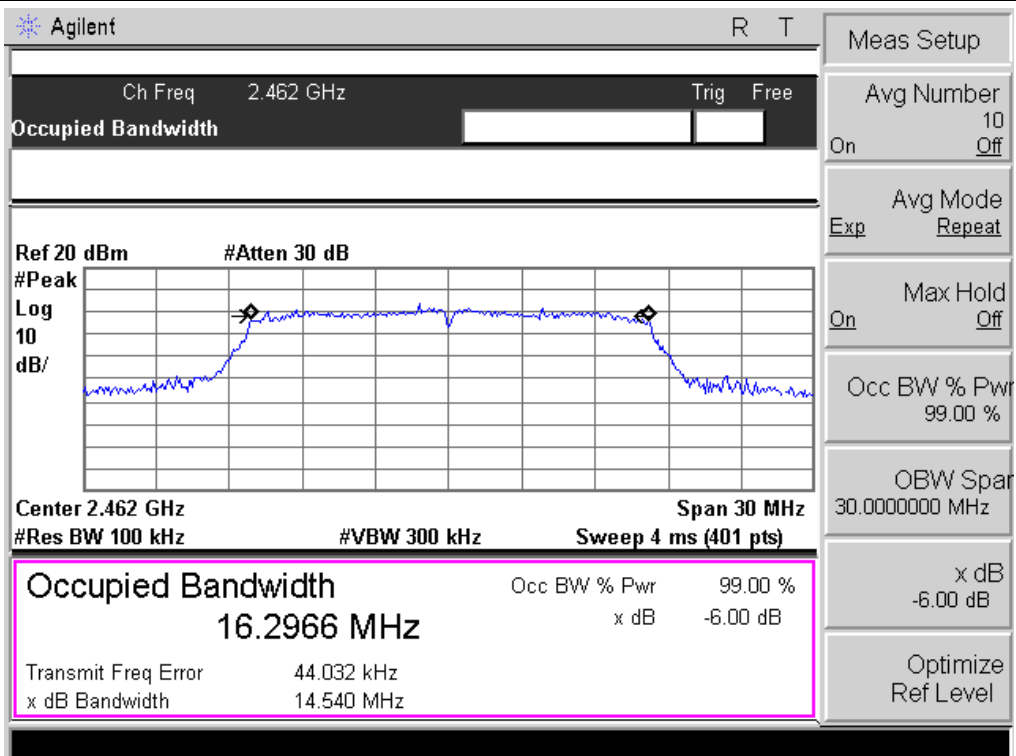 Agilent R T
Ch Freq 2.462 GHz Trig Free
Occupied Bandwidth
Ref 20 dBm #Atten 30 dB
#Peak
Log
10
dB/
Center 2.462 GHz Span 30 MHz
#Res BW 100 kHz #VBW 300 kHz Sweep 4 ms (401 pts)
Occupied Bandwidth Occ BW % Pwr 99.00 %
16.2966 MHz x dB -6.00 dB
Transmit Freq Error 44.032 kHz
x dB Bandwidth 14.540 MHz
Meas Setup
Avg Number
10
On Off
Avg Mode
Exp Repeat
Max Hold
On Off
Occ BW % Pwr
99.00 %
OBW Span
30.0000000 MHz
x dB
-6.00 dB
Optimize
Ref Level